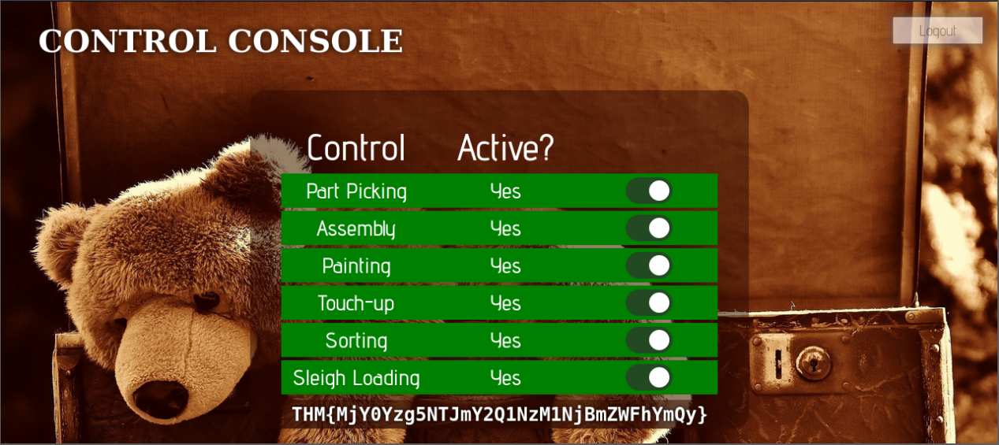 CONTROL CONSOLE
Logout
Control Active?
Part Picking Yes
Assembly Yes
Painting Yes
Touch-up Yes
Sorting Yes
Sleigh Loading Yes
THM{MjY0Yzg5NTJmY2Q1NzM1NjBmZWFhYmQy}